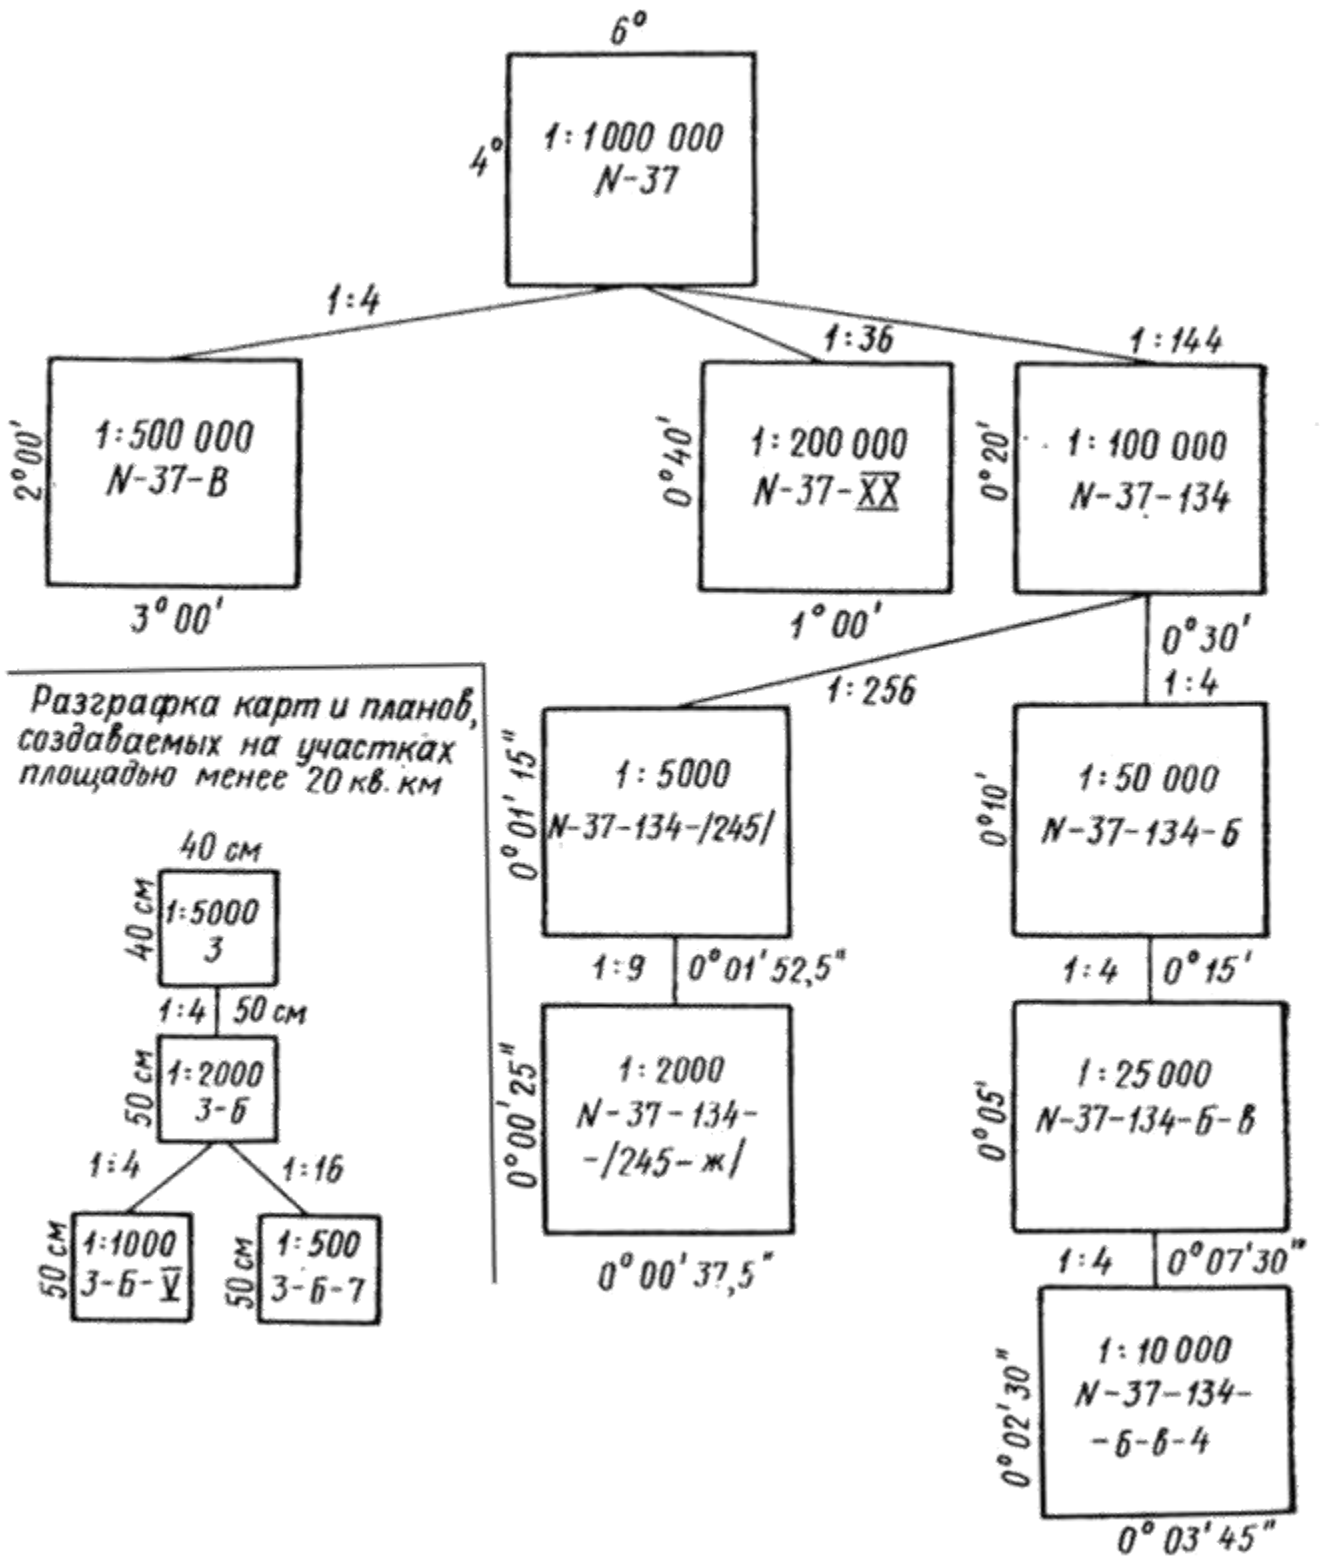 6°
4°
1:1000 000
N-37
1:4
1:36
1:144
2°00'
1:500 000
N-37-В
3°00'
0°40'
1:200 000
N-37-XX
1°00'
0°20'
1:100 000
N-37-134
0°30'
1:256
1:4
Разграфка карт и планов,
создаваемых на участках
площадью менее 20 кв. км
0°01'15"
1:5000
N-37-134-/245/
1:9
0°01'52,5"
0°00'25"
1:2000
N-37-134-
-/245-ж/
0°00'37,5"
0°10'
1:50 000
N-37-134-Б
1:4
0°15'
0°05'
1:25000
N-37-134-Б-в
1:4
0°07'30"
0°02'30"
1:10 000
N-37-134-
-Б-в-4
0°03'45"
40 см
40 см
1:5000
3
1:4
50 см
50 см
1:2000
3-Б
1:4
1:16
50 см
1:1000
3-Б-V
50 см
1:500
3-Б-7